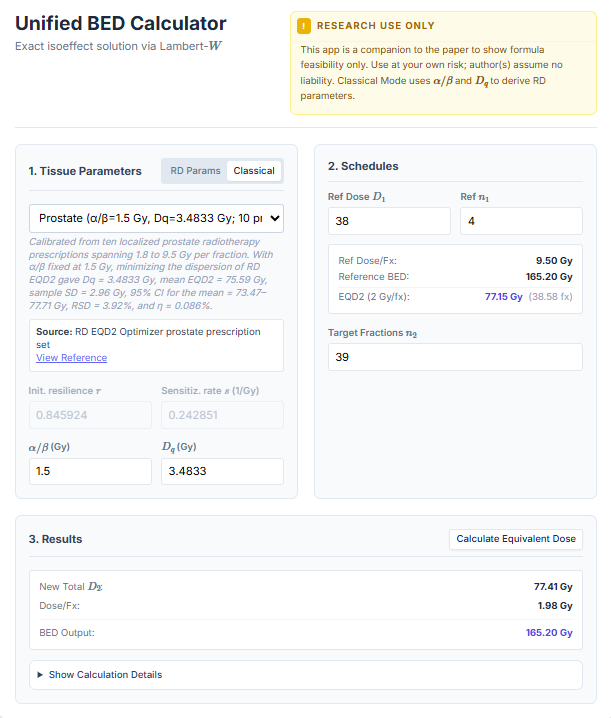 Unified BED Calculator
Exact isoeffect solution via Lambert-W
! RESEARCH USE ONLY
This app is a companion to the paper to show formula
feasibility only. Use at your own risk; author(s) assume no
liability. Classical Mode uses α/β and Dq to derive RD
parameters.
1. Tissue Parameters
RD Params
Classical
Prostate (α/β=1.5 Gy, Dq=3.4833 Gy; 10 pr
Calibrated from ten localized prostate radiotherapy
prescriptions spanning 1.8 to 9.5 Gy per fraction. With
α/β fixed at 1.5 Gy, minimizing the dispersion of RD
EQD2 gave Dq = 3.4833 Gy, mean EQD2 = 75.59 Gy,
sample SD = 2.96 Gy, 95% CI for the mean = 73.47–
77.71 Gy, RSD = 3.92%, and η = 0.086%.
Source: RD EQD2 Optimizer prostate prescription
set
View Reference
Init. resilience r
Sensitiz. rate s (1/Gy)
0.845924
0.242851
α/β (Gy)
Dq (Gy)
1.5
3.4833
2. Schedules
Ref Dose D1
Ref n1
38
4
Ref Dose/Fx: 9.50 Gy
Reference BED: 165.20 Gy
EQD2 (2 Gy/fx): 77.15 Gy (38.58 fx)
Target Fractions n2
39
3. Results
Calculate Equivalent Dose
New Total D2: 77.41 Gy
Dose/Fx: 1.98 Gy
BED Output: 165.20 Gy
▶ Show Calculation Details